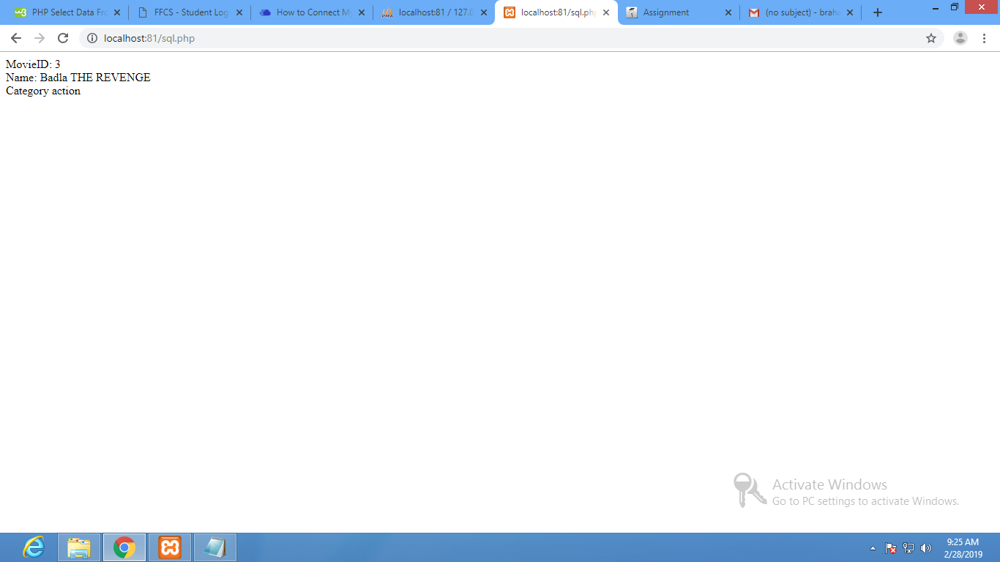 PHP Select Data Fro
FFCS - Student Log
How to Connect My
localhost:81 / 127.0
localhost:81/sql.php
Assignment
(no subject) - braha
localhost:81/sql.php
MovieID: 3
Name: Badla THE REVENGE
Category action
Activate Windows
Go to PC settings to activate Windows.
9:25 AM
2/28/2019